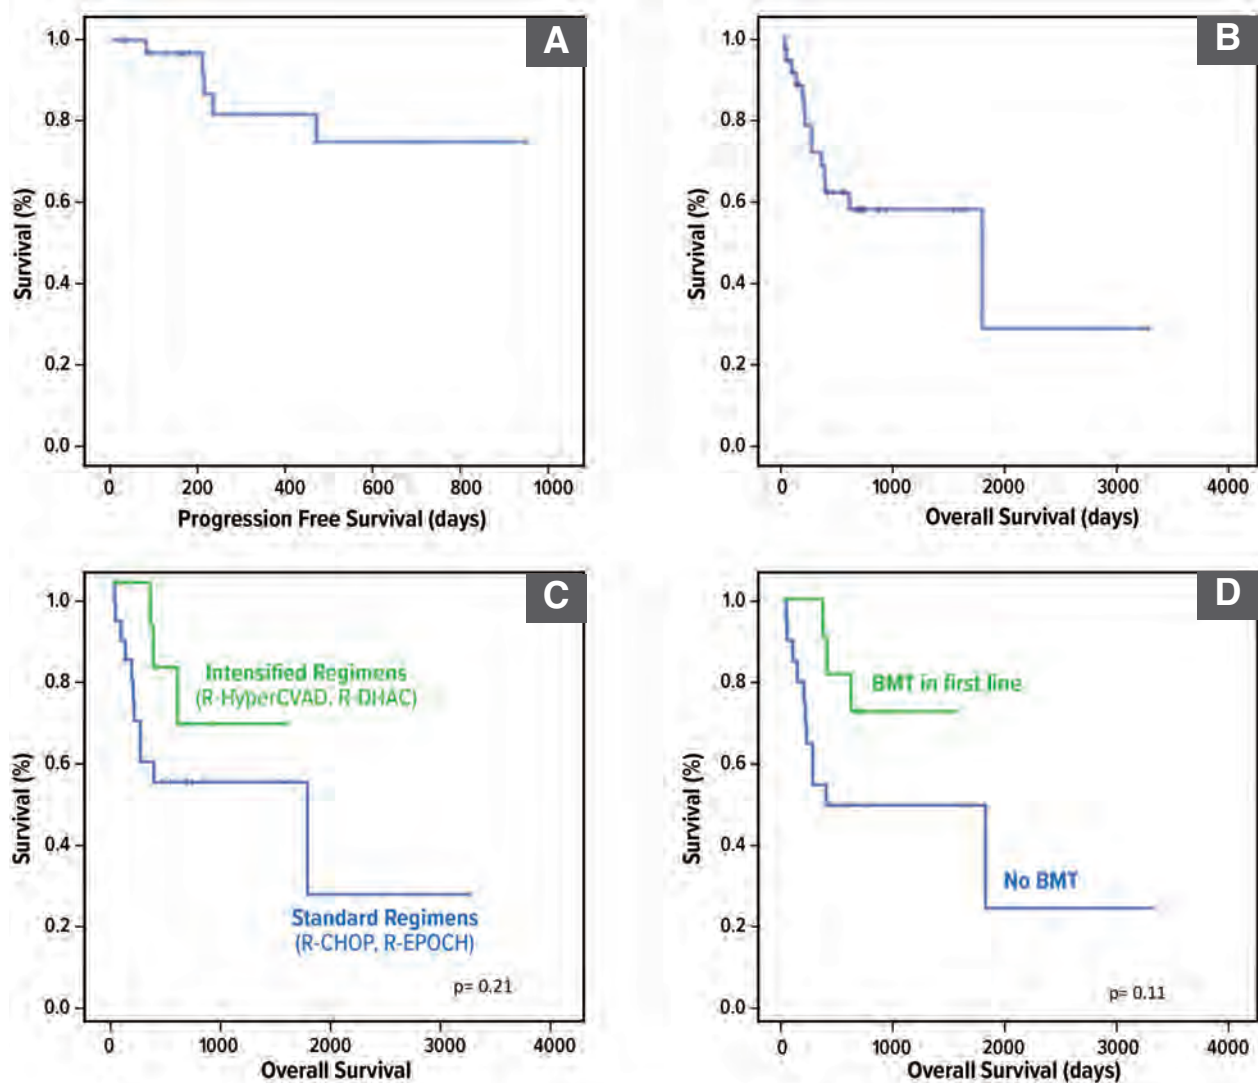 A
1.0
0.8
0.6
0.4
0.2
0.0
Survival (%)
0 200 400 600 800 1000
Progression Free Survival (days)
B
1.0
0.8
0.6
0.4
0.2
0.0
Survival (%)
0 1000 2000 3000 4000
Overall Survival (days)
C
1.0
0.8
0.6
0.4
0.2
0.0
Survival (%)
Intensified Regimens
(R-HyperCVAD, R-DHAC)
Standard Regimens
(R-CHOP, R-EPOCH)
p= 0.21
0 1000 2000 3000 4000
Overall Survival
D
1.0
0.8
0.6
0.4
0.2
0.0
Survival (%)
BMT in first line
No BMT
p= 0.11
0 1000 2000 3000 4000
Overall Survival (days)